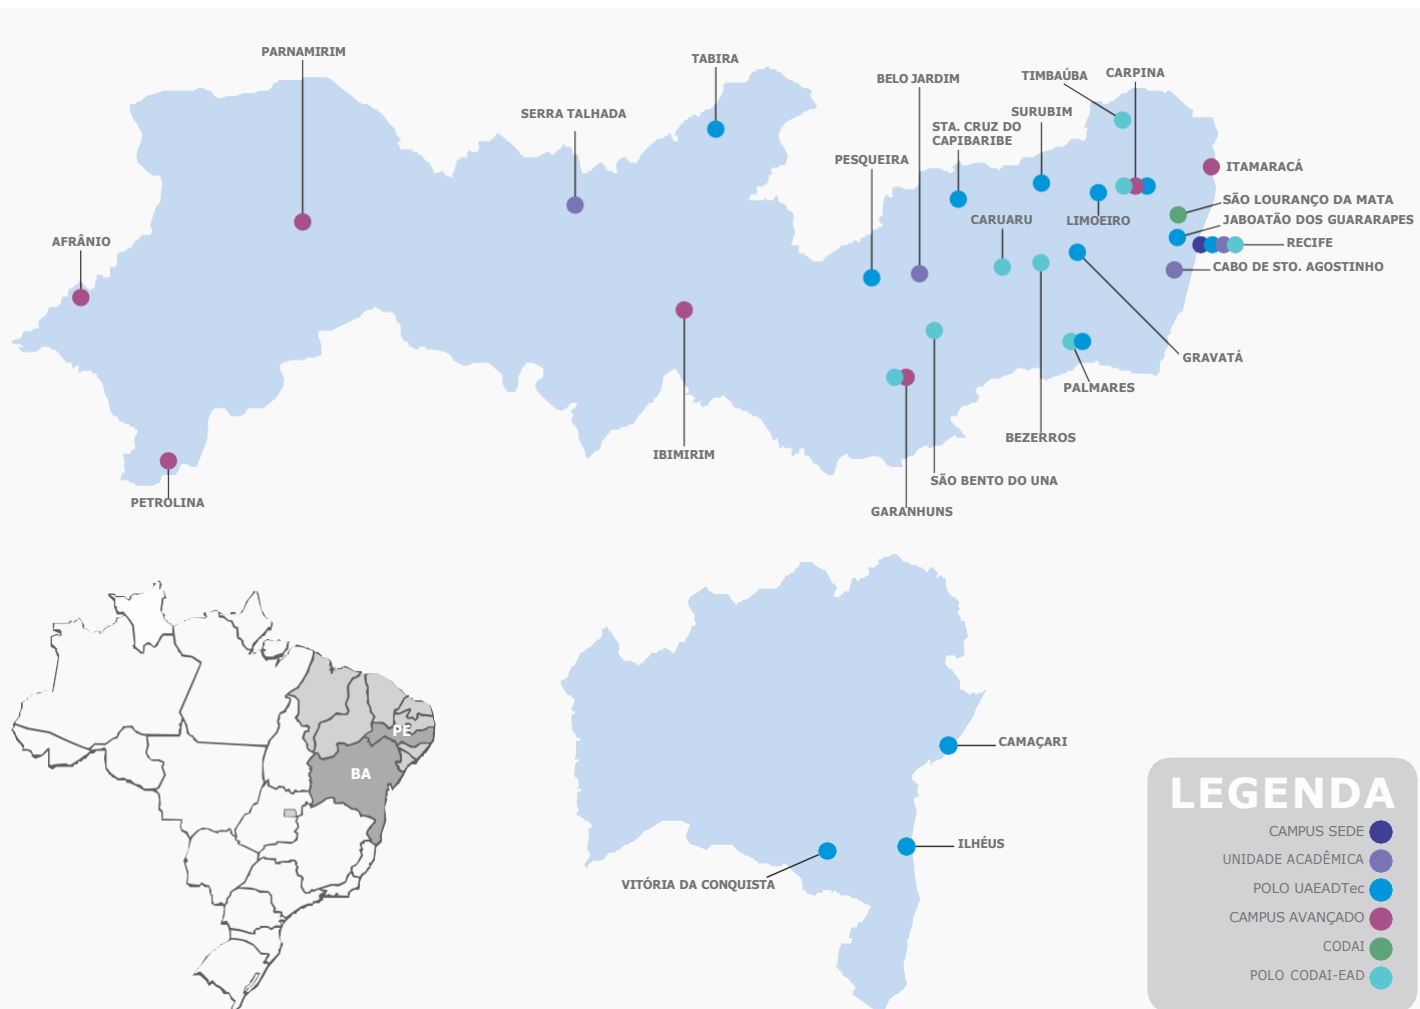 PARNAMIRIM
TABIRA
BELO JARDIM
TIMBAÚBA
CARPINA
SERRA TALHADA
SURUBIM
STA. CRUZ DO
CAPIBARIBE
PESQUEIRA
ITAMARACÁ
SÃO LOURANÇO DA MATA
CARUARU
LIMOEIRO
JABOATÃO DOS GUARARAPES
AFRÂNIO
RECIFE
CABO DE STO. AGOSTINHO
GRAVATÁ
PALMARES
BEZERROS
IBIMIRIM
SÃO BENTO DO UNA
PETROLINA
GARANHUNS
PE
BA
CAMAÇARI
ILHÉUS
VITÓRIA DA CONQUISTA
LEGENDA
CAMPUS SEDE
UNIDADE ACADÊMICA
POLO UAEADTec
CAMPUS AVANÇADO
CODAI
POLO CODAI-EAD